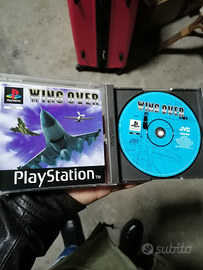 WING OVER
PlayStation
WING OVER
JVC
subito